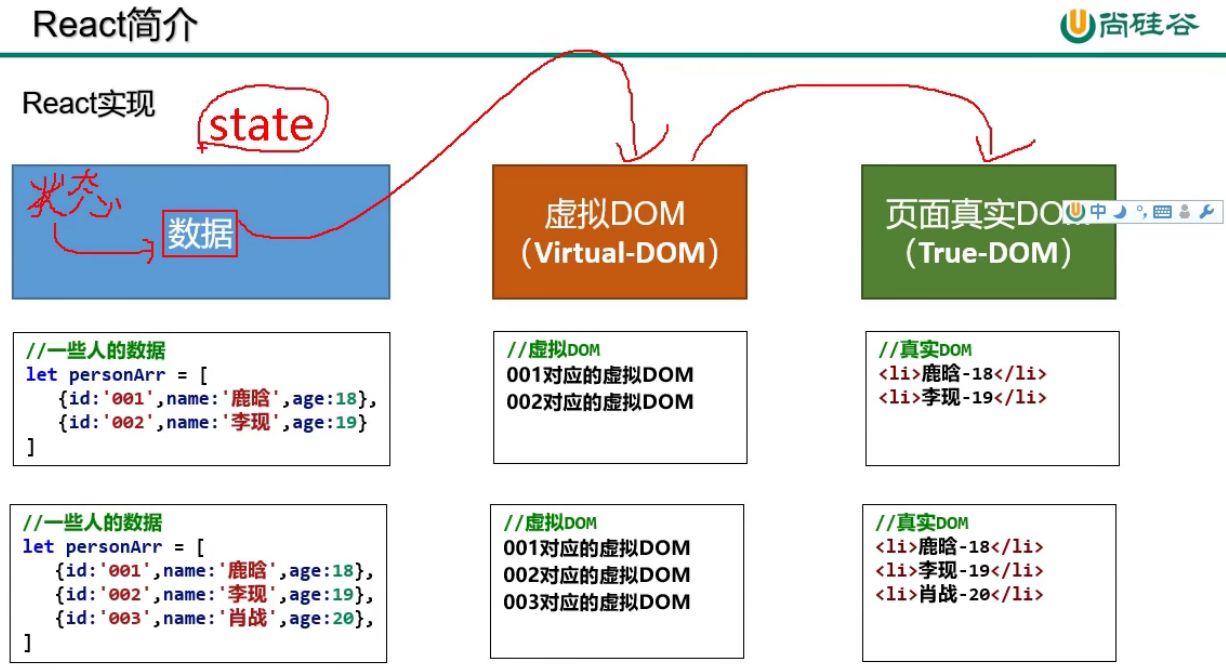 React简介
尚硅谷
React实现
state
状态
数据
虚拟DOM
（Virtual-DOM）
页面真实DO
中
（True-DOM）
//一些人的数据
let personArr = [
{id:'001',name:'鹿晗',age:18},
{id:'002',name:'李现',age:19}
]
//虚拟DOM
001对应的虚拟DOM
002对应的虚拟DOM
//真实DOM
<li>鹿晗-18</li>
<li>李现-19</li>
//一些人的数据
let personArr = [
{id:'001',name:'鹿晗',age:18},
{id:'002',name:'李现',age:19},
{id:'003',name:'肖战',age:20},
]
//虚拟DOM
001对应的虚拟DOM
002对应的虚拟DOM
003对应的虚拟DOM
//真实DOM
<li>鹿晗-18</li>
<li>李现-19</li>
<li>肖战-20</li>